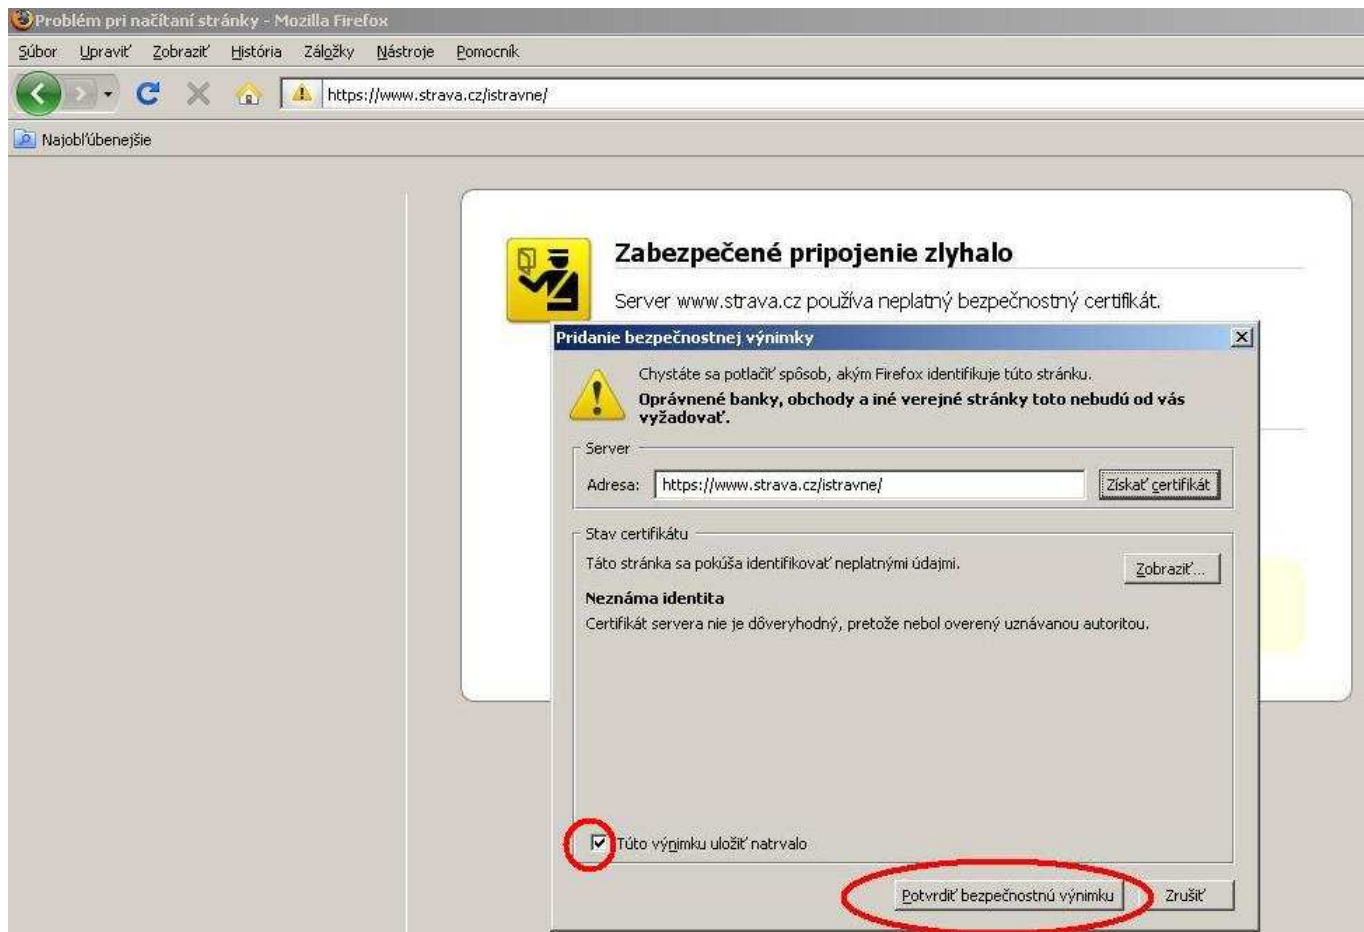 Problém pri načítaní stránky - Mozilla Firefox
Súbor Upraviť Zobraziť História Záložky Nástroje Pomocník
https://www.strava.cz/istravne/
Najobľúbenejšie
Zabezpečené pripojenie zlyhalo
Server www.strava.cz používa neplatný bezpečnostný certifikát.
Pridanie bezpečnostnej výnimky
Chystáte sa potlačiť spôsob, akým Firefox identifikuje túto stránku.
Oprávnené banky, obchody a iné verejné stránky toto nebudú od vás
vyžadovať.
Server
Adresa: https://www.strava.cz/istravne/ Získať certifikát
Stav certifikátu
Táto stránka sa pokúša identifikovať neplatnými údajmi. Zobraziť...
Neznáma identita
Certifikát servera nie je dôveryhodný, pretože nebol overený uznávanou autoritou.
Túto výnimku uložiť natrvalo
Potvrdiť bezpečnostnú výnimku Zrušiť